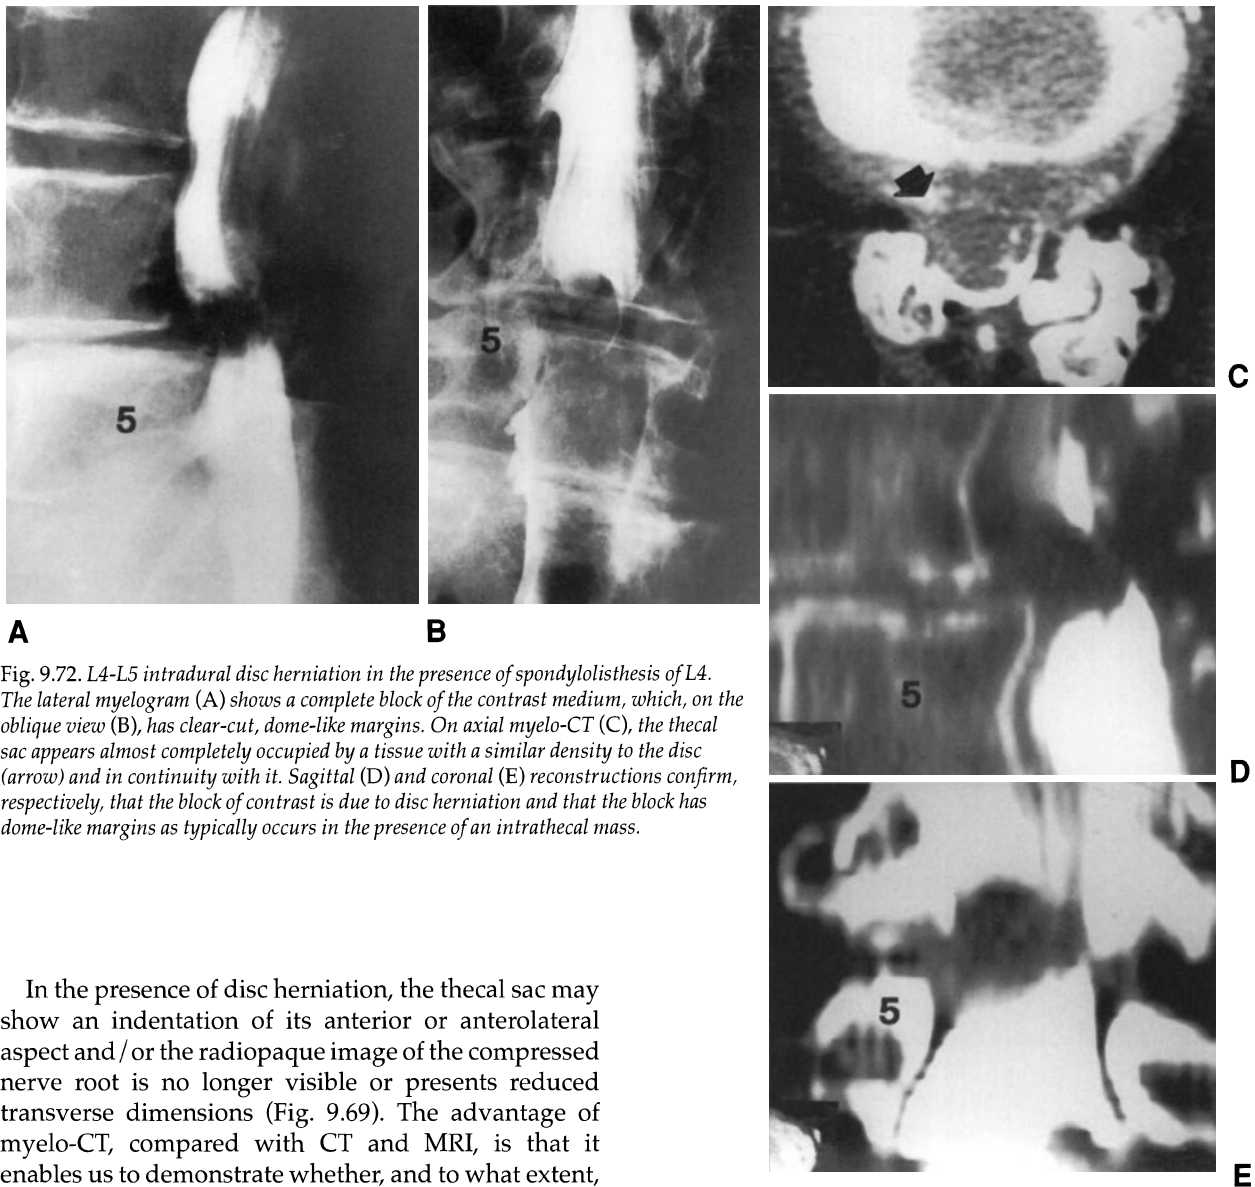 5
5
C
5
D
A
B
Fig. 9.72. L4-L5 intradural disc herniation in the presence of spondylolisthesis of L4.
The lateral myelogram (A) shows a complete block of the contrast medium, which, on the
oblique view (B), has clear-cut, dome-like margins. On axial myelo-CT (C), the thecal
sac appears almost completely occupied by a tissue with a similar density to the disc
(arrow) and in continuity with it. Sagittal (D) and coronal (E) reconstructions confirm,
respectively, that the block of contrast is due to disc herniation and that the block has
dome-like margins as typically occurs in the presence of an intrathecal mass.
5
E
In the presence of disc herniation, the thecal sac may
show an indentation of its anterior or anterolateral
aspect and/or the radiopaque image of the compressed
nerve root is no longer visible or presents reduced
transverse dimensions (Fig. 9.69). The advantage of
myelo-CT, compared with CT and MRI, is that it
enables us to demonstrate whether, and to what extent,